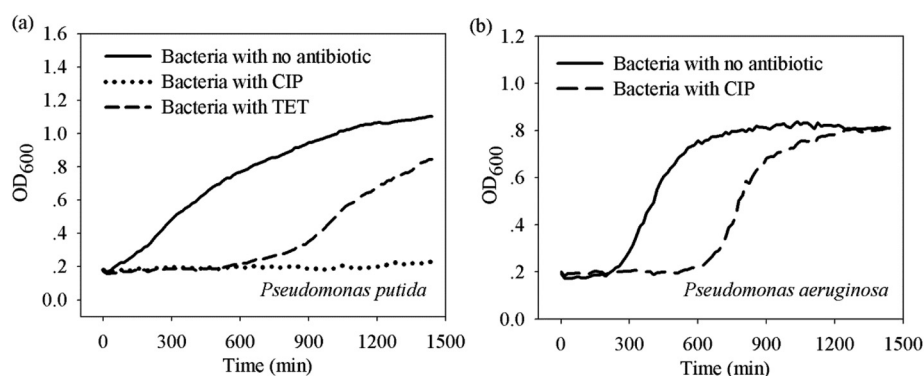 (a)
1.6
1.4
1.2
1.0
.8
.6
.4
.2
0.0
OD600
Bacteria with no antibiotic
Bacteria with CIP
Bacteria with TET
Pseudomonas putida
0 300 600 900 1200 1500
Time (min)
(b)
1.2
1.0
.8
.6
.4
.2
0.0
OD600
Bacteria with no antibiotic
Bacteria with CIP
Pseudomonas aeruginosa
0 300 600 900 1200 1500
Time (min)